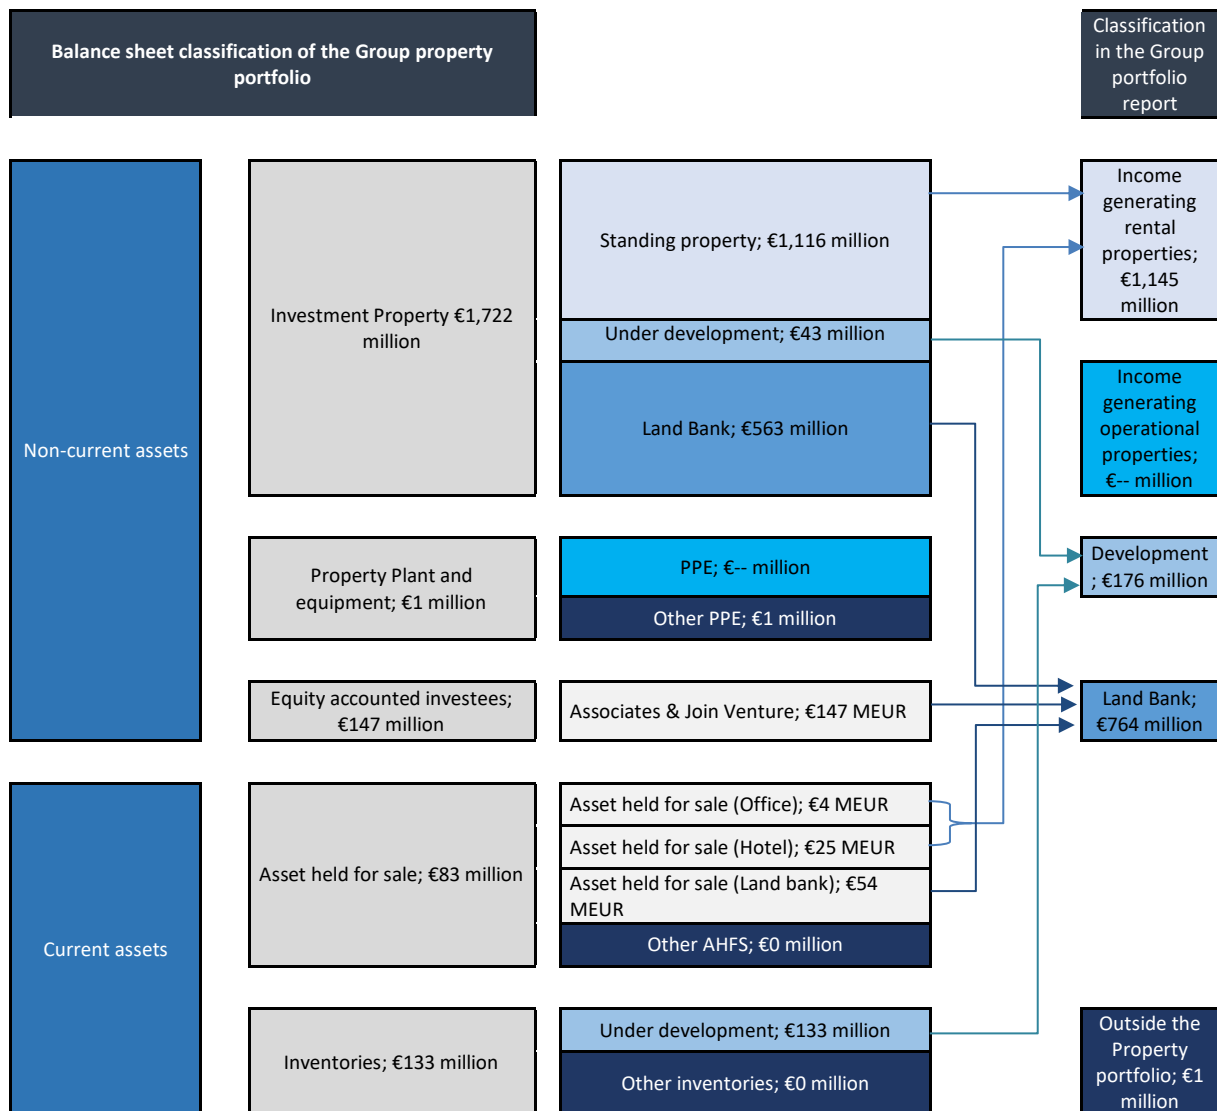 Balance sheet classification of the Group property
portfolio
Classification
in the Group
portfolio
report
Non-current assets
Investment Property €1,722
million
Standing property; €1,116 million
Under development; €43 million
Land Bank; €563 million
Income
generating
rental
properties;
€1,145
million
Income
generating
operational
properties;
€-- million
Property Plant and
equipment; €1 million
PPE; €-- million
Other PPE; €1 million
Development
; €176 million
Equity accounted investees;
€147 million
Associates & Join Venture; €147 MEUR
Land Bank;
€764 million
Current assets
Asset held for sale; €83 million
Asset held for sale (Office); €4 MEUR
Asset held for sale (Hotel); €25 MEUR
Asset held for sale (Land bank); €54
MEUR
Other AHFS; €0 million
Inventories; €133 million
Under development; €133 million
Other inventories; €0 million
Outside the
Property
portfolio; €1
million